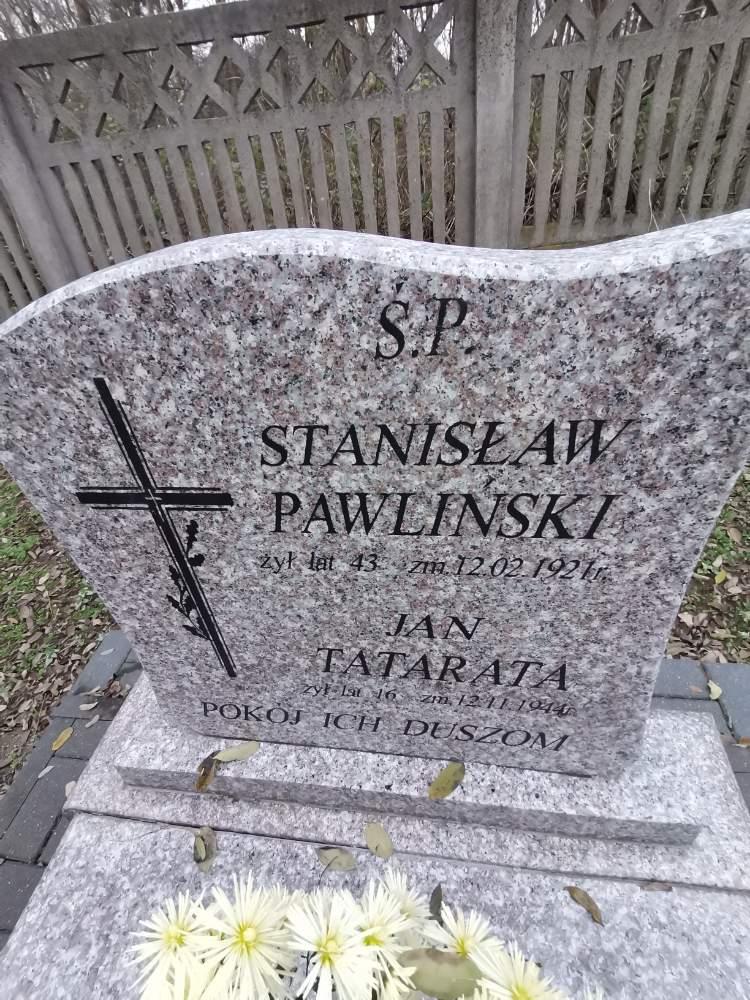 Ś.P.
STANISŁAW
PAWLIŃSKI
żył lat 43 zm. 12.02.1921r.
JAN
TATARATA
żył lat 16 zm. 12.11.1944r.
POKÓJ ICH DUSZOM